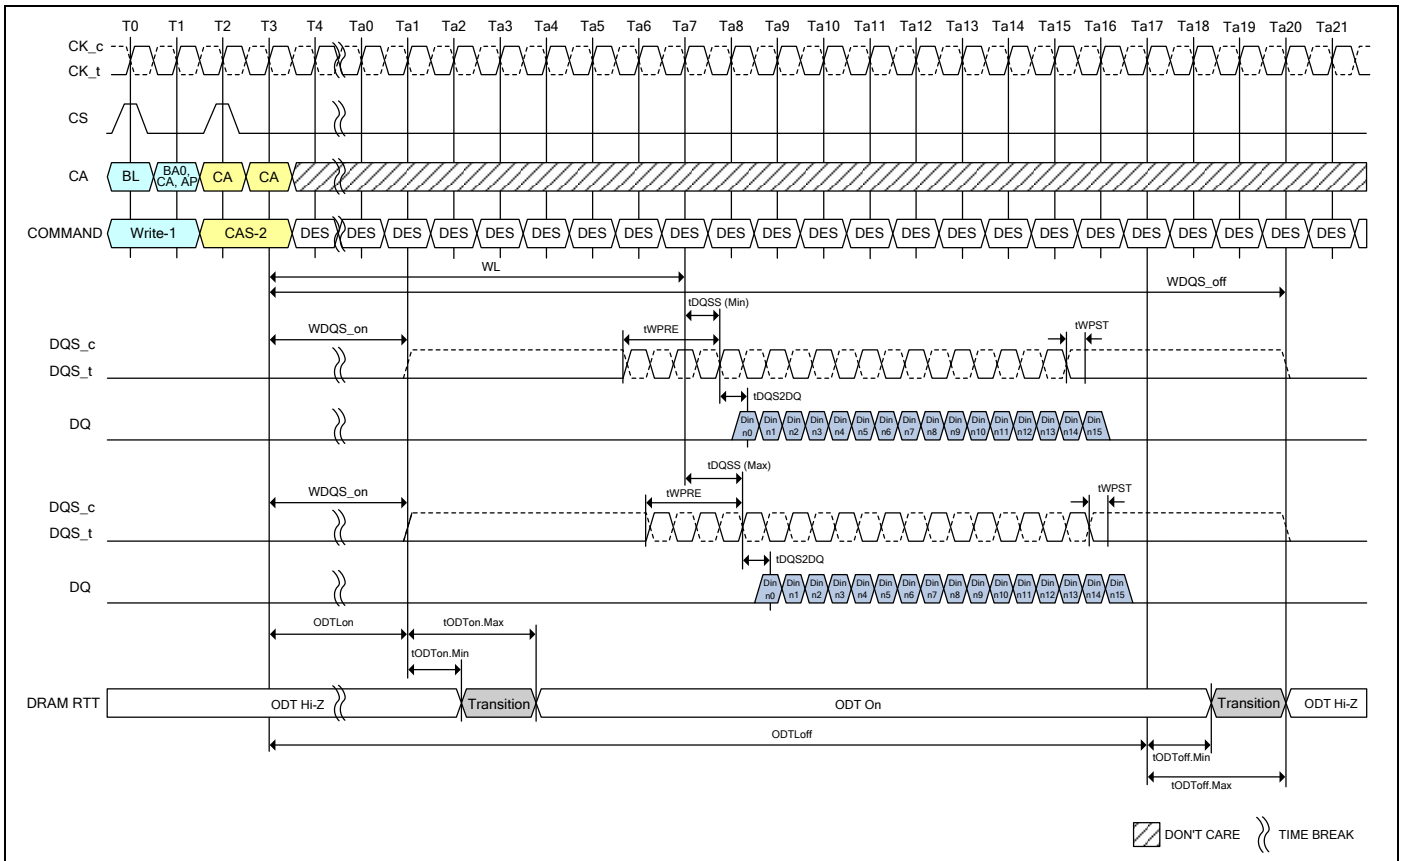 T0 T1 T2 T3 T4 Ta0 Ta1 Ta2 Ta3 Ta4 Ta5 Ta6 Ta7 Ta8 Ta9 Ta10 Ta11 Ta12 Ta13 Ta14 Ta15 Ta16 Ta17 Ta18 Ta19 Ta20 Ta21
CK_c
CK_t
CS
CA BL BA0, CA, AP CA CA
COMMAND Write-1 CAS-2 DES DES DES DES DES DES DES DES DES DES DES DES DES DES DES DES DES DES DES DES DES DES DES
WL
WDQS_off
tDQSS (Min)
WDQS_on tWPRE tWPST
DQS_c
DQS_t
tDQS2DQ
DQ Din n0 Din n1 Din n2 Din n3 Din n4 Din n5 Din n6 Din n7 Din n8 Din n9 Din n10 Din n11 Din n12 Din n13 Din n14 Din n15
tDQSS (Max)
WDQS_on tWPRE tWPST
DQS_c
DQS_t
tDQS2DQ
DQ Din n0 Din n1 Din n2 Din n3 Din n4 Din n5 Din n6 Din n7 Din n8 Din n9 Din n10 Din n11 Din n12 Din n13 Din n14 Din n15
ODTLon tODTon.Max
tODTon.Min
DRAM RTT ODT Hi-Z Transition ODT On Transition ODT Hi-Z
ODTLoff
tODToff.Min
tODToff.Max
DON'T CARE TIME BREAK